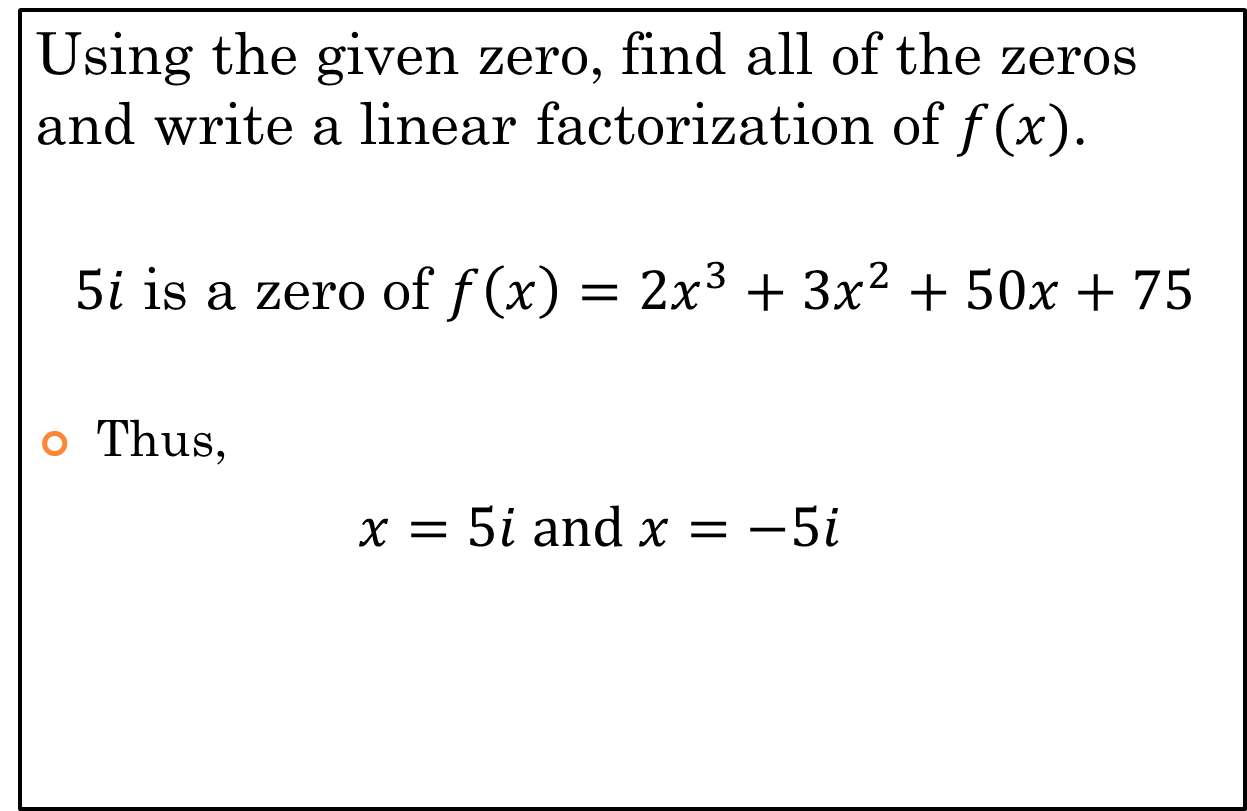 Using the given zero, find all of the zeros
and write a linear factorization of f(x).
5i is a zero of f(x) = 2x³ + 3x² + 50x + 75
Thus,
x = 5i and x = −5i